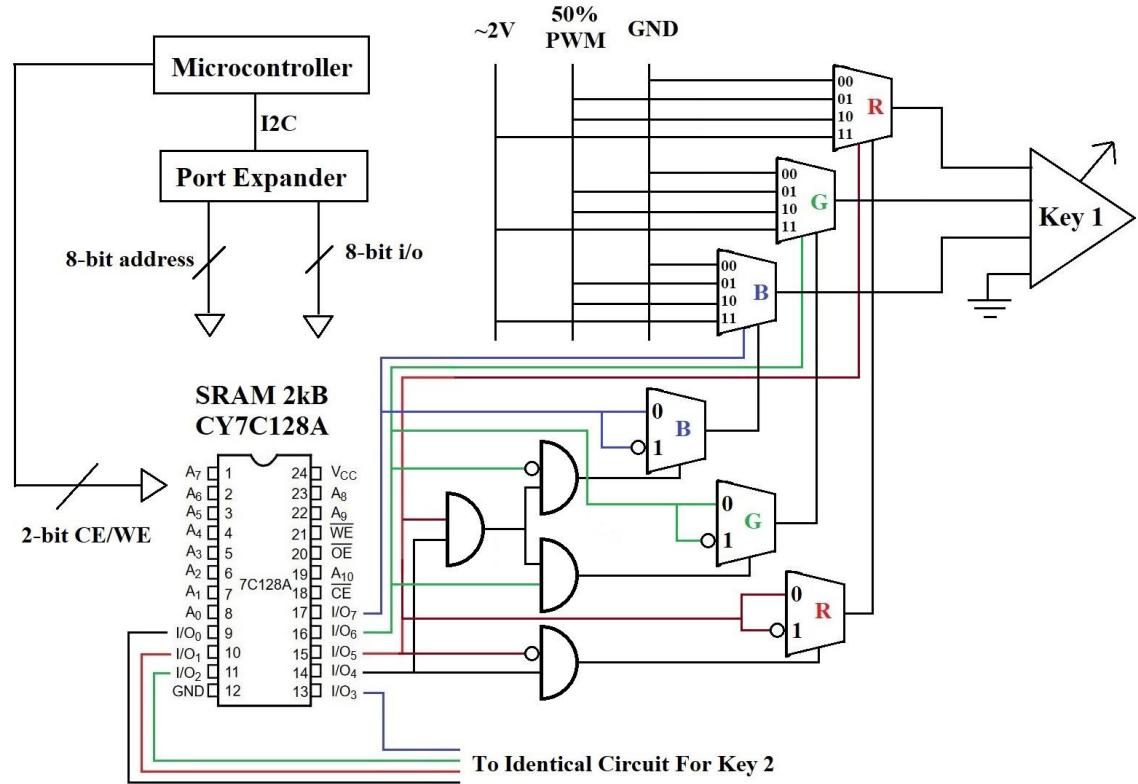 ~2V
50%
PWM
GND
Microcontroller
I2C
Port Expander
8-bit address
8-bit i/o
00
01
10
11
R
00
01
10
11
G
00
01
10
11
B
Key 1
SRAM 2kB
CY7C128A
2-bit CE/WE
A7 1 24 VCC
A6 2 23 A8
A5 3 22 A9
A4 4 21 W̅E̅
A3 5 20 O̅E̅
A2 6 19 A10
A1 7 7C128A 18 C̅E̅
A0 8 17 I/O7
I/O0 9 16 I/O6
I/O1 10 15 I/O5
I/O2 11 14 I/O4
GND 12 13 I/O3
0
1
B
0
1
G
0
1
R
To Identical Circuit For Key 2